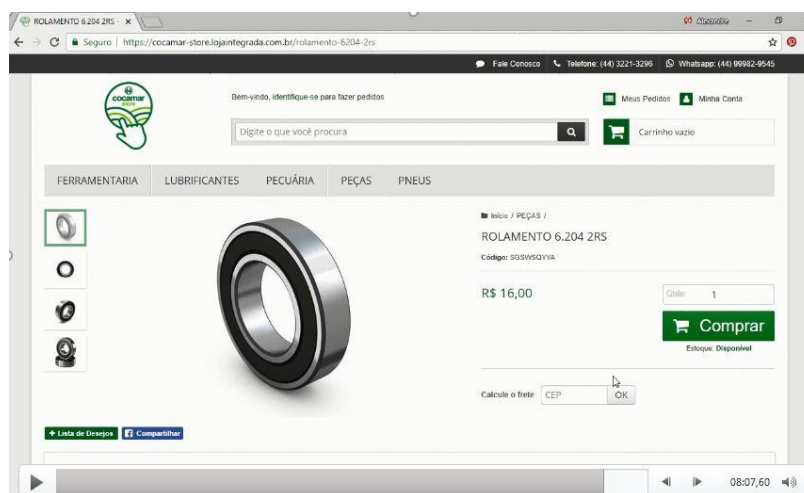 ROLAMENTO 6.204 2RS -
Alexandre
Seguro | https://cocamar-store.lojaintegrada.com.br/rolamento-6204-2rs
Fale Conosco Telefone: (44) 3221-3296 Whatsapp: (44) 99982-9545
cocamar
store
Bem-vindo, identifique-se para fazer pedidos
Meus Pedidos Minha Conta
Digite o que você procura
Carrinho vazio
FERRAMENTARIA LUBRIFICANTES PECUÁRIA PEÇAS PNEUS
Início / PEÇAS /
ROLAMENTO 6.204 2RS
Código: SGSWSQYYA
R$ 16,00
Qtde: 1
Comprar
Estoque: Disponível
Calcule o frete CEP OK
+ Lista de Desejos Compartilhar
08:07,60